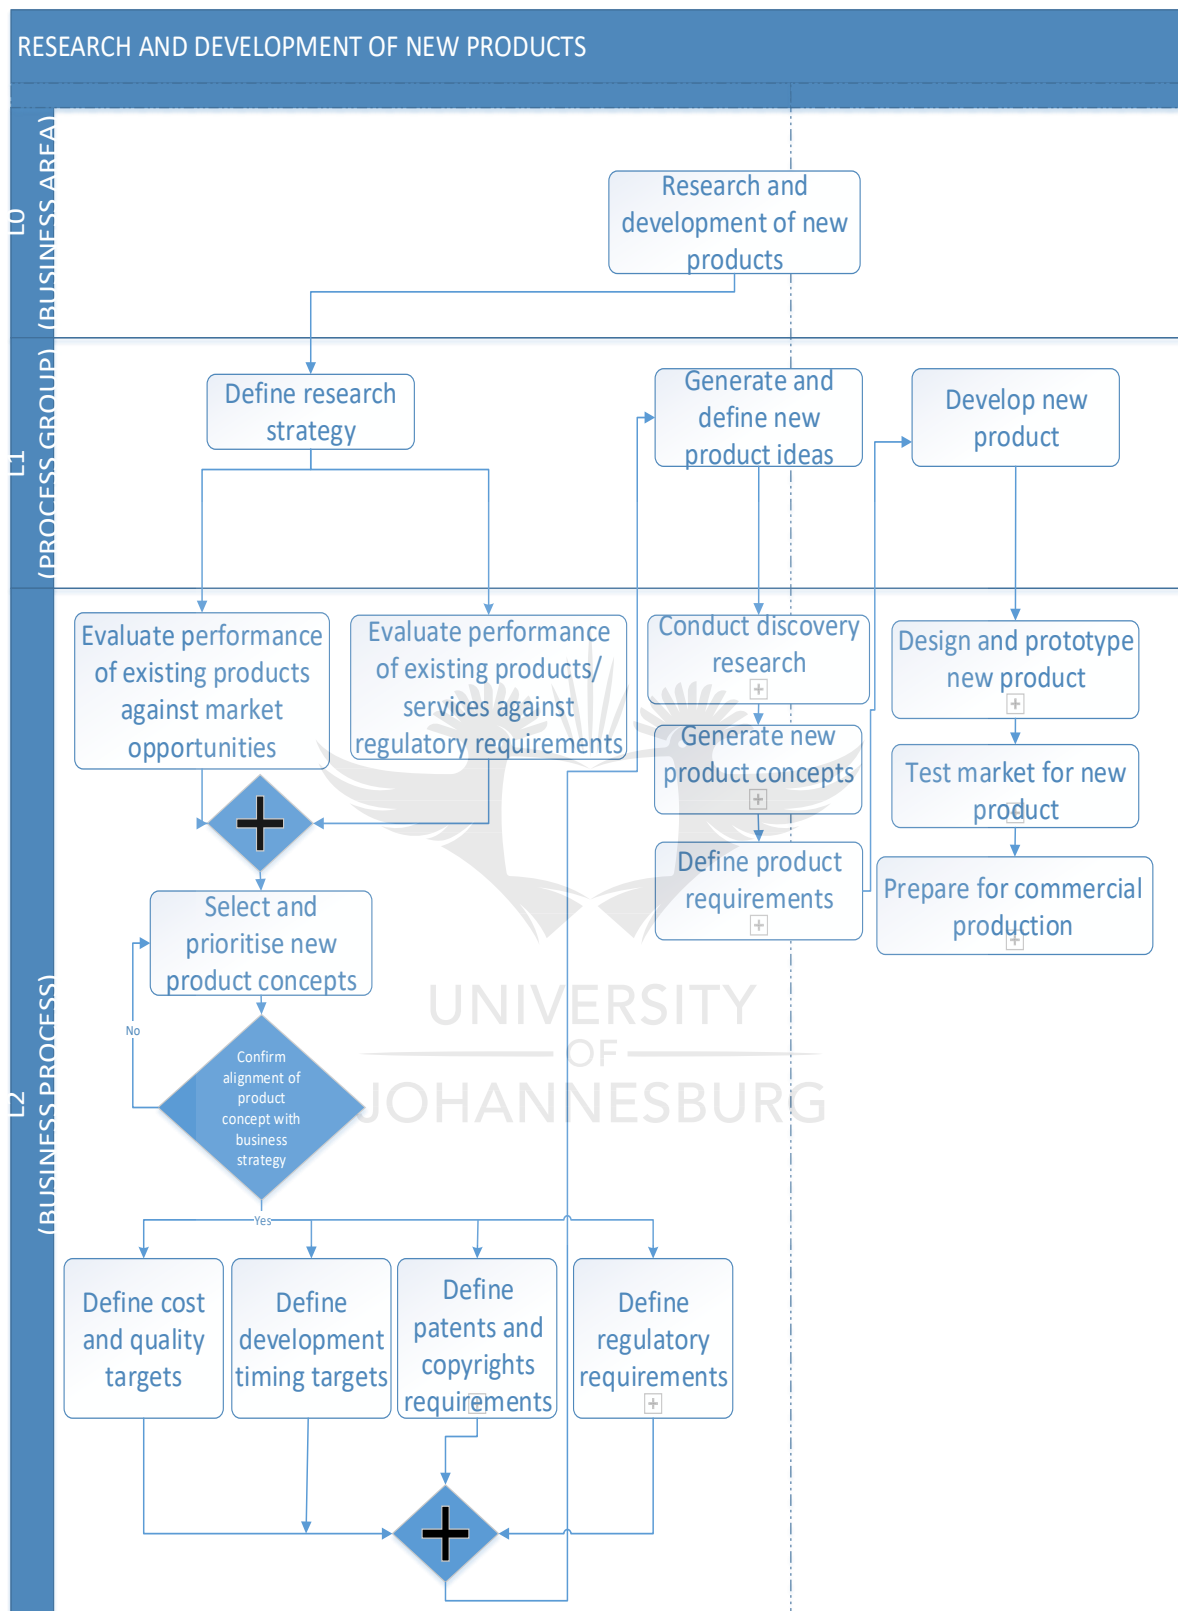 RESEARCH AND DEVELOPMENT OF NEW PRODUCTS
L0
(BUSINESS AREA)
Research and
development of new
products
L1
(PROCESS GROUP)
Define research
strategy
Generate and
define new
product ideas
Develop new
product
L2
(BUSINESS PROCESS)
Evaluate performance
of existing products
against market
opportunities
Evaluate performance
of existing products/
services against
regulatory requirements
Conduct discovery
research
Generate new
product concepts
Define product
requirements
Design and prototype
new product
Test market for new
product
Prepare for commercial
production
Select and
prioritise new
product concepts
No
Confirm
alignment of
product
concept with
business
strategy
Yes
Define cost
and quality
targets
Define
development
timing targets
Define
patents and
copyrights
requirements
Define
regulatory
requirements
UNIVERSITY
OF
JOHANNESBURG